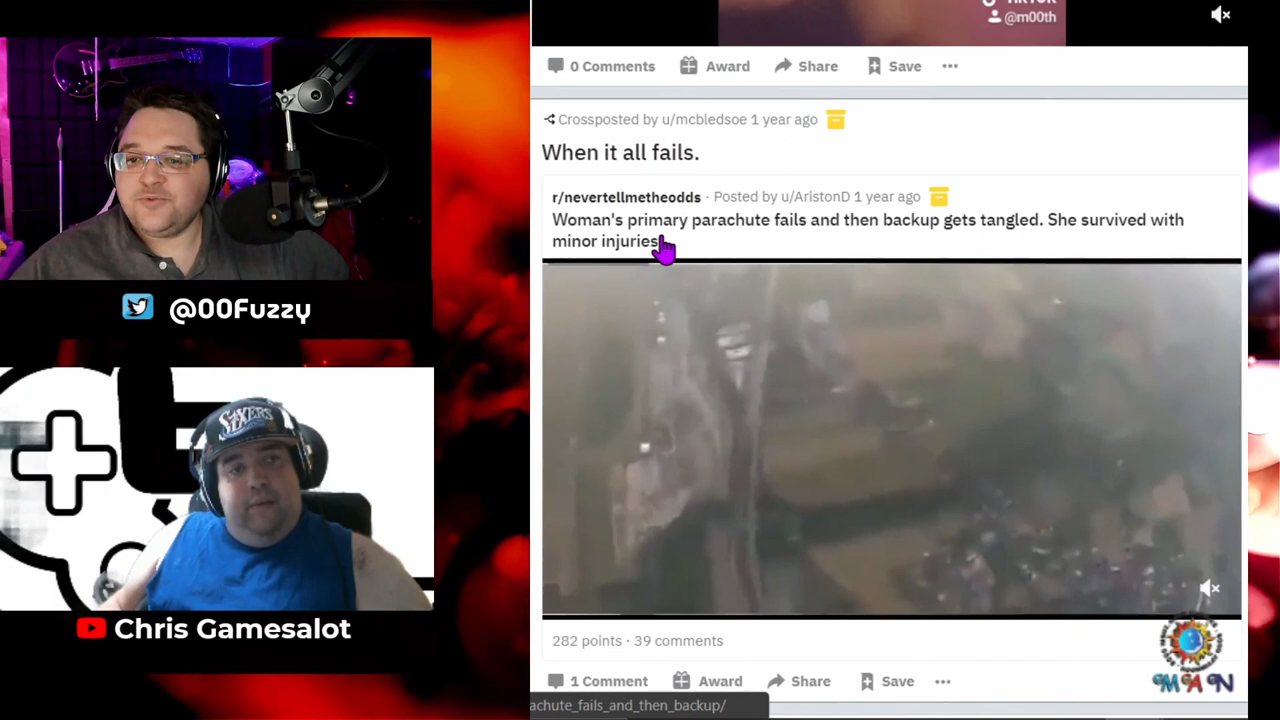 @m00th
0 Comments Award Share Save
Crossposted by u/mcbledsoe 1 year ago
When it all fails.
r/nevertellmetheodds · Posted by u/AristonD 1 year ago
Woman's primary parachute fails and then backup gets tangled. She survived with
minor injuries
282 points · 39 comments
1 Comment Award Share Save
achute_fails_and_then_backup/
@00Fuzzy
SIXERS
Chris Gamesalot
MAN